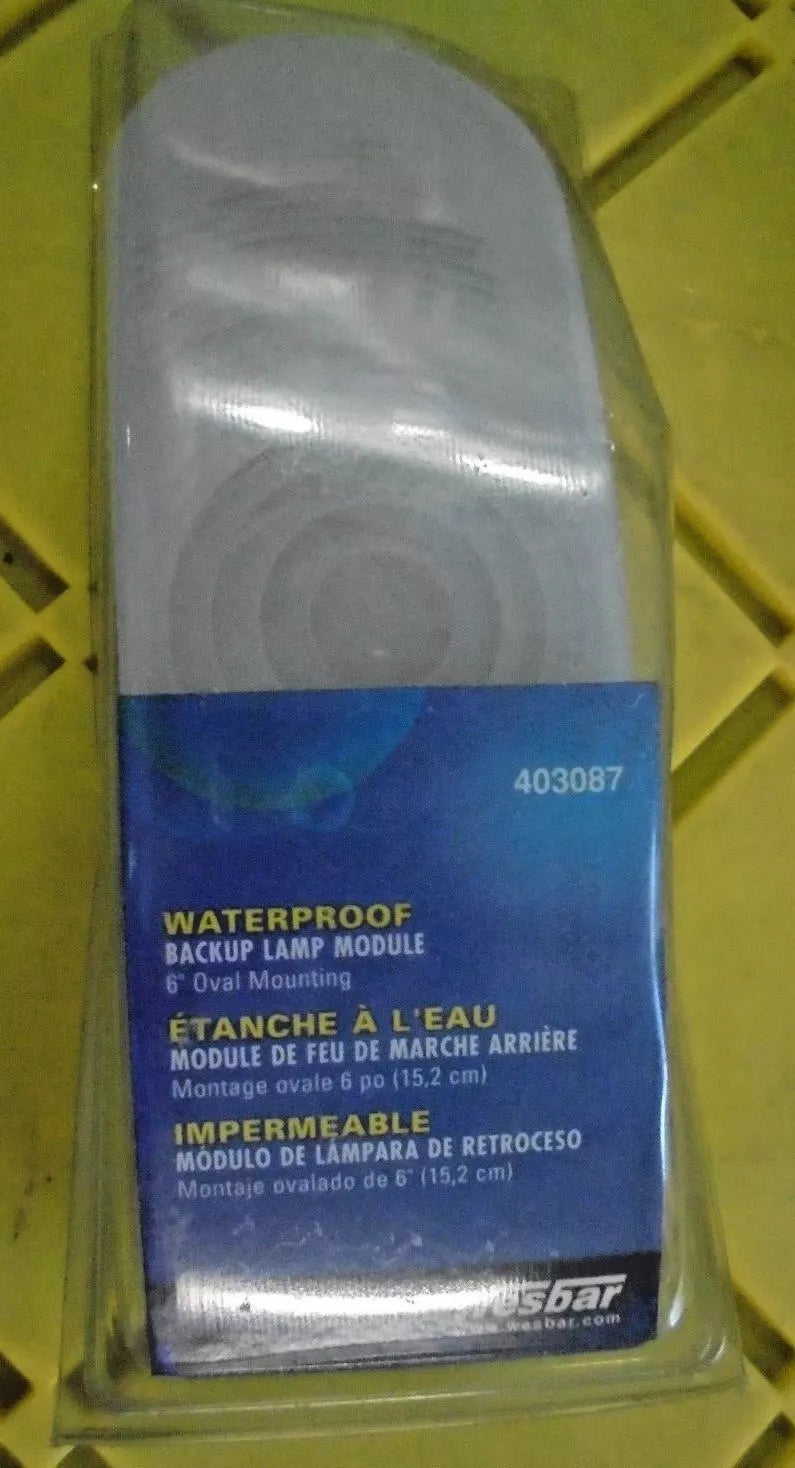 403087
WATERPROOF
BACKUP LAMP MODULE
6" Oval Mounting
ÉTANCHE À L'EAU
MODULE DE FEU DE MARCHE ARRIÈRE
Montage ovale 6 po (15,2 cm)
IMPERMEABLE
MÓDULO DE LÁMPARA DE RETROCESO
Montaje ovalado de 6" (15,2 cm)
wesbar
www.wesbar.com